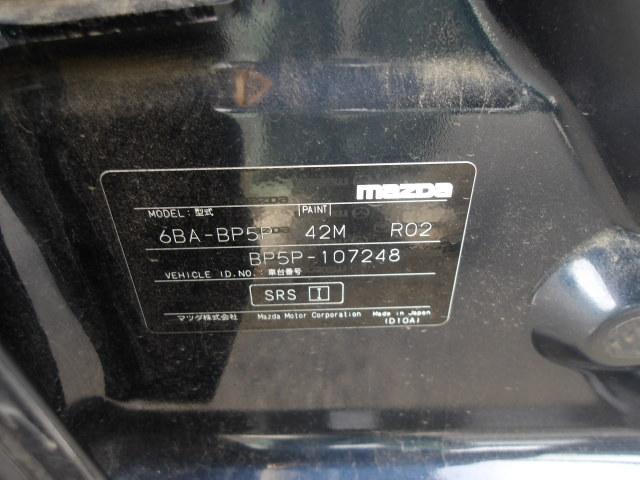 mazda
MODEL: 型式 PAINT
6BA-BP5P 42M R02
BP5P-107248
VEHICLE ID.NO.: 車台番号
SRS I
マツダ株式会社 Mazda Motor Corporation Made in Japan
(D10A)